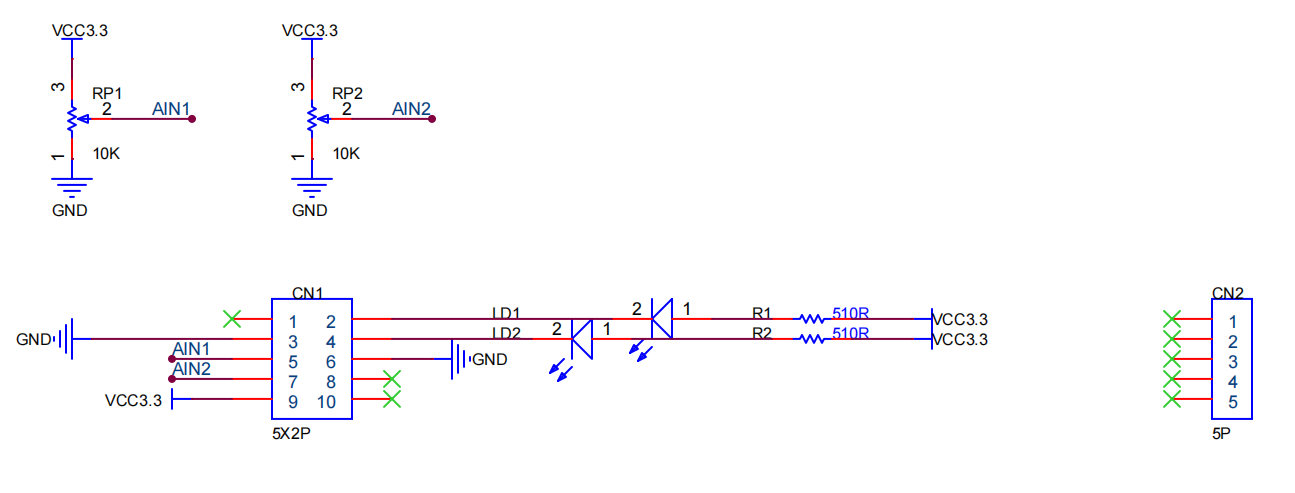 VCC3.3 VCC3.3
3 3
RP1 RP2
2 AIN1 2 AIN2
1 10K 1 10K
GND GND
CN1 CN2
1 2 LD1 2 1 R1 510R VCC3.3 1
GND 3 4 LD2 2 1 R2 510R VCC3.3 2
AIN1 5 6 GND 3
AIN2 7 8 4
VCC3.3 9 10 5
5X2P 5P